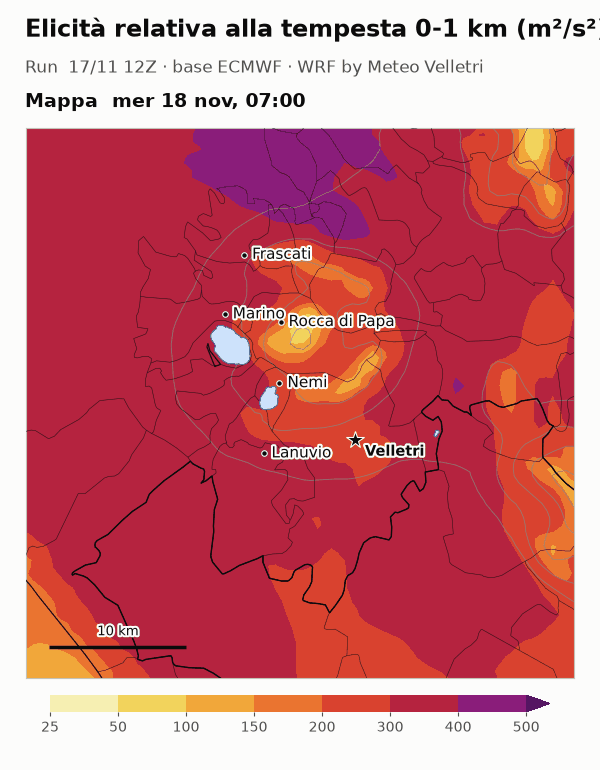 Elicità relativa alla tempesta 0-1 km (m²/s²)
Run  17/11 12Z · base ECMWF · WRF by Meteo Velletri
Mappa  mer 18 nov, 07:00
Frascati
Marino
Rocca di Papa
Nemi
Velletri
Lanuvio
10 km
25 50 100 150 200 300 400 500